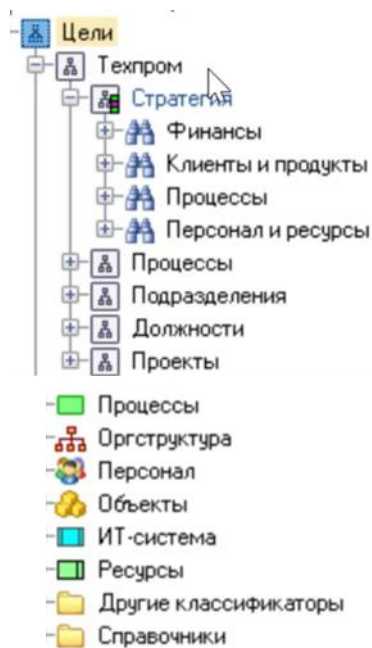 Цели
Техпром
Стратегия
Финансы
Клиенты и продукты
Процессы
Персонал и ресурсы
Процессы
Подразделения
Должности
Проекты
Процессы
Оргструктура
Персонал
Объекты
ИТ-система
Ресурсы
Другие классификаторы
Справочники